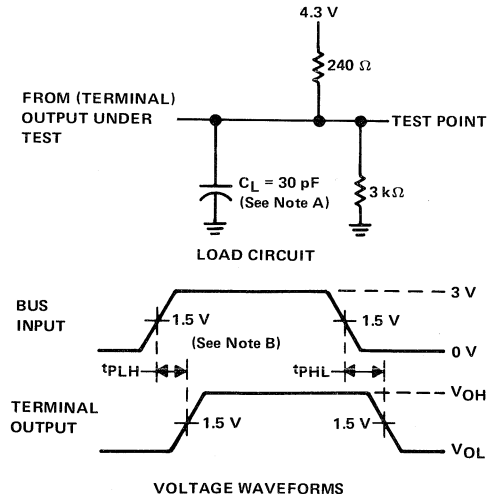 4.3 V
240 Ω
FROM (TERMINAL)
OUTPUT UNDER
TEST
TEST POINT
CL = 30 pF
(See Note A)
3 kΩ
LOAD CIRCUIT
BUS
INPUT
3 V
1.5 V
1.5 V
(See Note B)
0 V
tPLH
tPHL
TERMINAL
OUTPUT
VOH
1.5 V
1.5 V
VOL
VOLTAGE WAVEFORMS